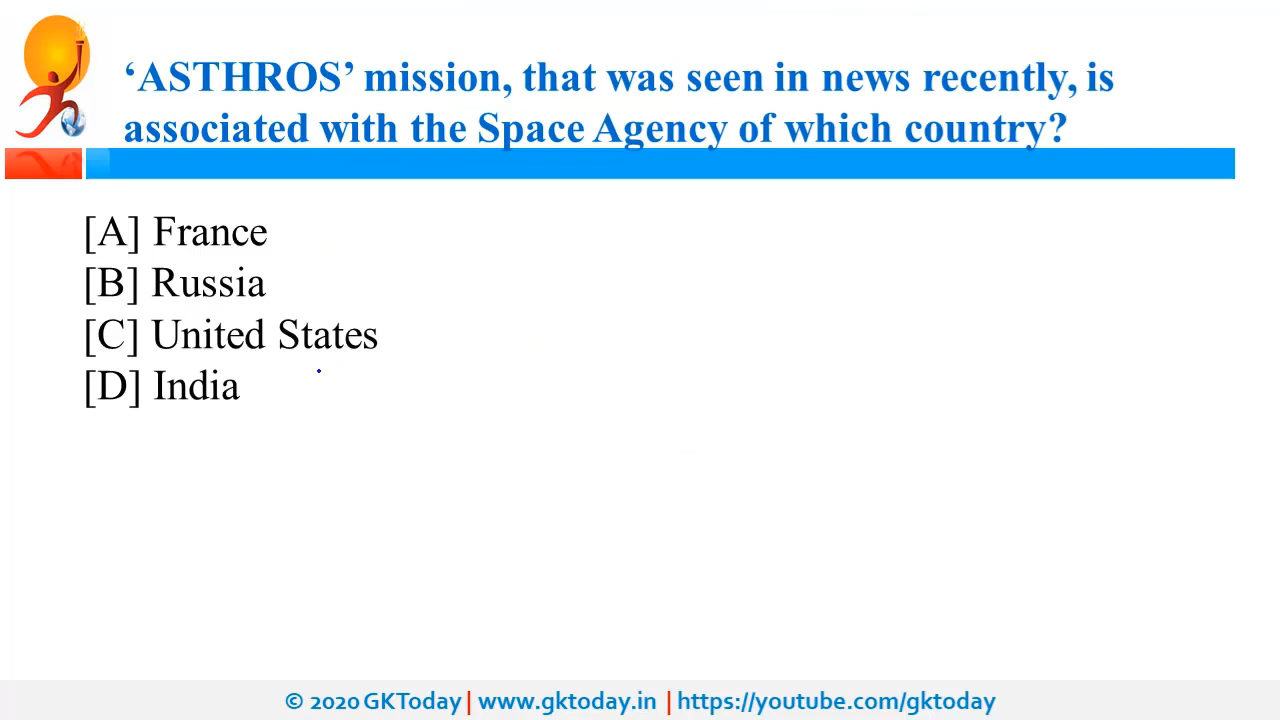 ‘ASTHROS’ mission, that was seen in news recently, is
associated with the Space Agency of which country?
[A] France
[B] Russia
[C] United States
[D] India
© 2020 GKToday | www.gktoday.in | https://youtube.com/gktoday